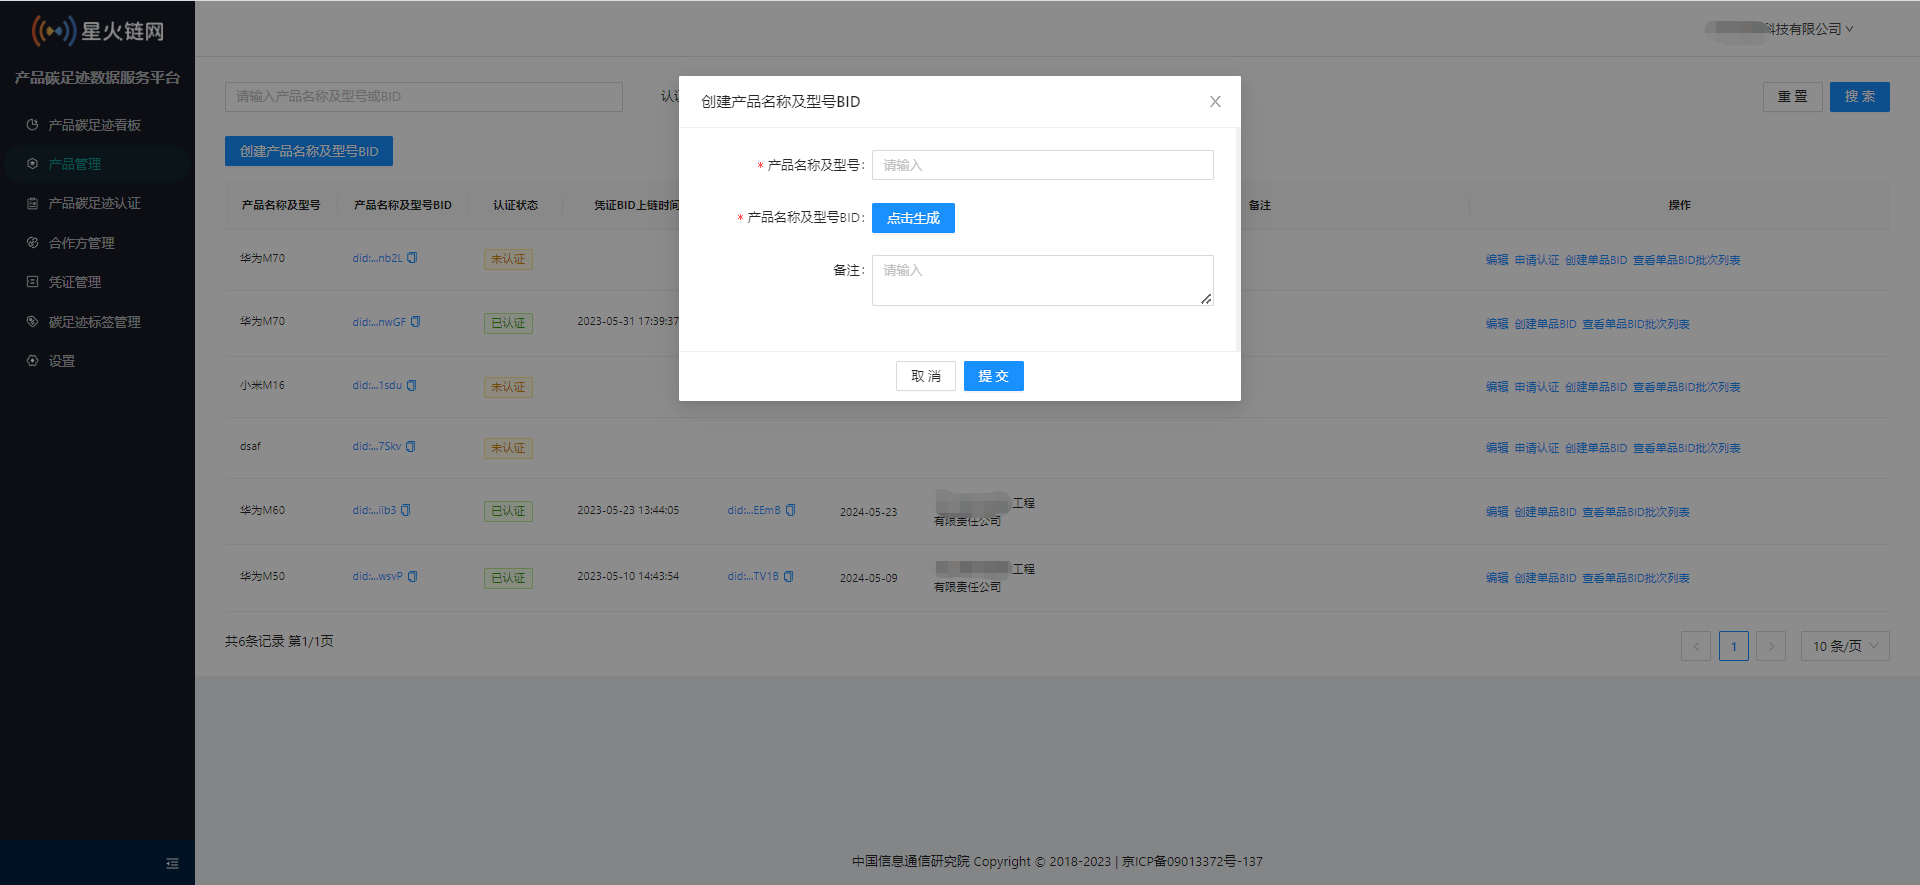 星火链网
产品碳足迹数据服务平台
产品碳足迹看板
产品管理
产品碳足迹认证
合作方管理
凭证管理
碳足迹标签管理
设置
科技有限公司
请输入产品名称及型号或BID
认证
重 置
搜 索
创建产品名称及型号BID
创建产品名称及型号BID
* 产品名称及型号:
请输入
* 产品名称及型号BID:
点击生成
备注:
请输入
取 消
提 交
产品名称及型号 产品名称及型号BID 认证状态 凭证BID上链时间 备注 操作
华为M70 did:...nb2L 未认证 编辑 申请认证 创建单品BID 查看单品BID批次列表
华为M70 did:...nwGF 已认证 2023-05-31 17:39:37 编辑 创建单品BID 查看单品BID批次列表
小米M16 did:...1sdu 未认证 编辑 申请认证 创建单品BID 查看单品BID批次列表
dsaf did:...7Skv 未认证 编辑 申请认证 创建单品BID 查看单品BID批次列表
华为M60 did:...iib3 已认证 2023-05-23 13:44:05 did:...EEmB 2024-05-23 工程
有限责任公司 编辑 创建单品BID 查看单品BID批次列表
华为M50 did:...wsvP 已认证 2023-05-10 14:43:54 did:...TV1B 2024-05-09 工程
有限责任公司 编辑 创建单品BID 查看单品BID批次列表
共6条记录 第1/1页
< 1 > 10 条/页
中国信息通信研究院 Copyright © 2018-2023 | 京ICP备09013372号-137